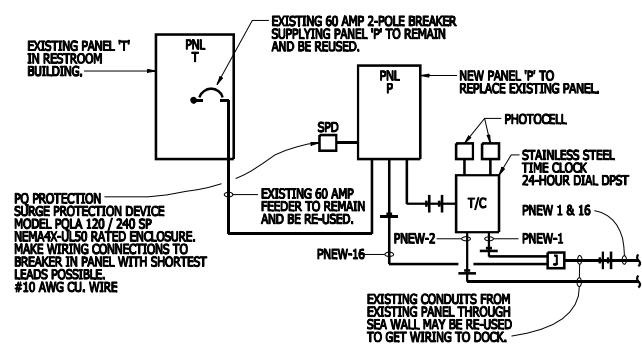 EXISTING 60 AMP 2-POLE BREAKER
SUPPLYING PANEL 'P' TO REMAIN
AND BE REUSED.
EXISTING PANEL 'T'
IN RESTROOM
BUILDING.
PNL
T
PNL
P
NEW PANEL 'P' TO
REPLACE EXISTING PANEL.
PHOTOCELL
SPD
STAINLESS STEEL
TIME CLOCK
24-HOUR DIAL DPST
T/C
PQ PROTECTION
SURGE PROTECTION DEVICE
MODEL PQLA 120 / 240 SP
NEMA4X-UL50 RATED ENCLOSURE.
MAKE WIRING CONNECTIONS TO
BREAKER IN PANEL WITH SHORTEST
LEADS POSSIBLE.
#10 AWG CU. WIRE
EXISTING 60 AMP
FEEDER TO REMAIN
AND BE RE-USED.
PNEW 1 & 16
PNEW-2
PNEW-1
PNEW-16
J
EXISTING CONDUITS FROM
EXISTING PANEL THROUGH
SEA WALL MAY BE RE-USED
TO GET WIRING TO DOCK.